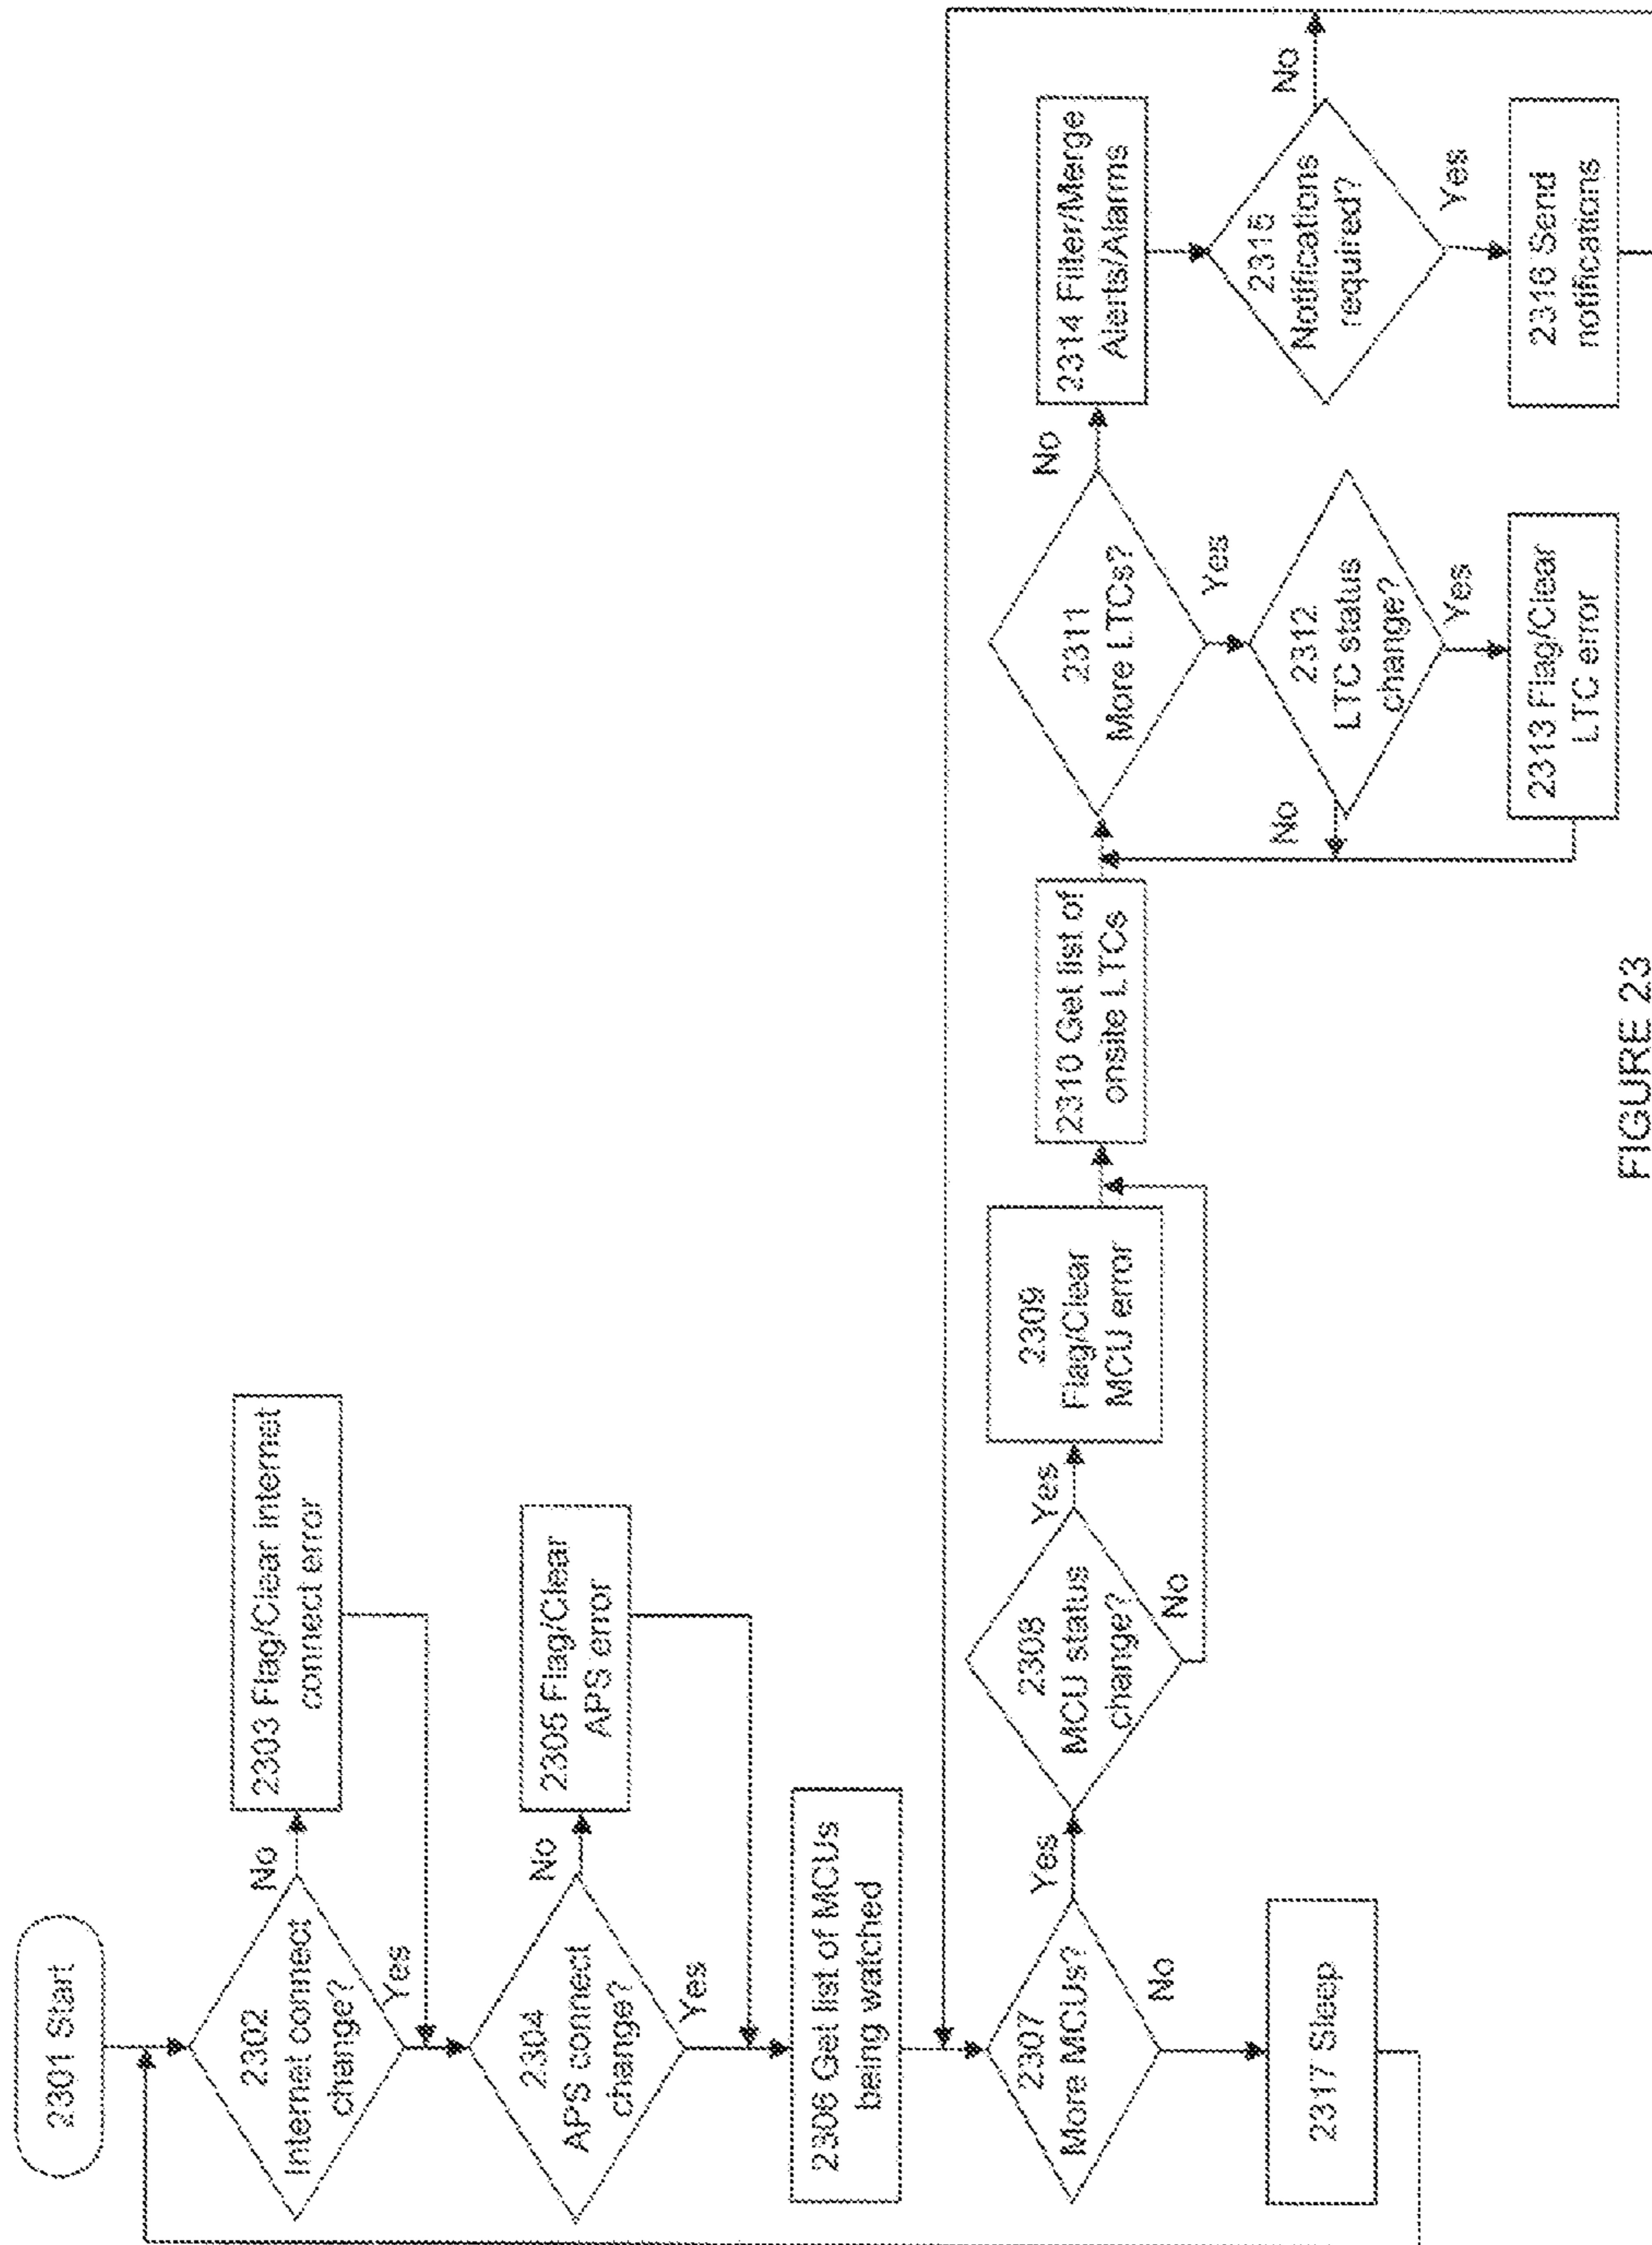 2301 Start
2302
Internet connect
change?
No
Yes
2303 Flag/Clear internet
connect error
2304
APS connect
change?
No
Yes
2305 Flag/Clear
APS error
2306 Get list of MCUs
being watched
2307
More MCUs?
Yes
No
2308
MCU status
change?
Yes
No
2309
Flag/Clear
MCU error
2310 Get list of
onsite LTCs
2311
More LTCs?
No
Yes
2312
LTC status
change?
No
Yes
2313 Flag/Clear
LTC error
2314 Filter/Merge
Alerts/Alarms
2315
Notifications
required?
No
Yes
2316 Send
notifications
2317 Sleep
FIGURE 23